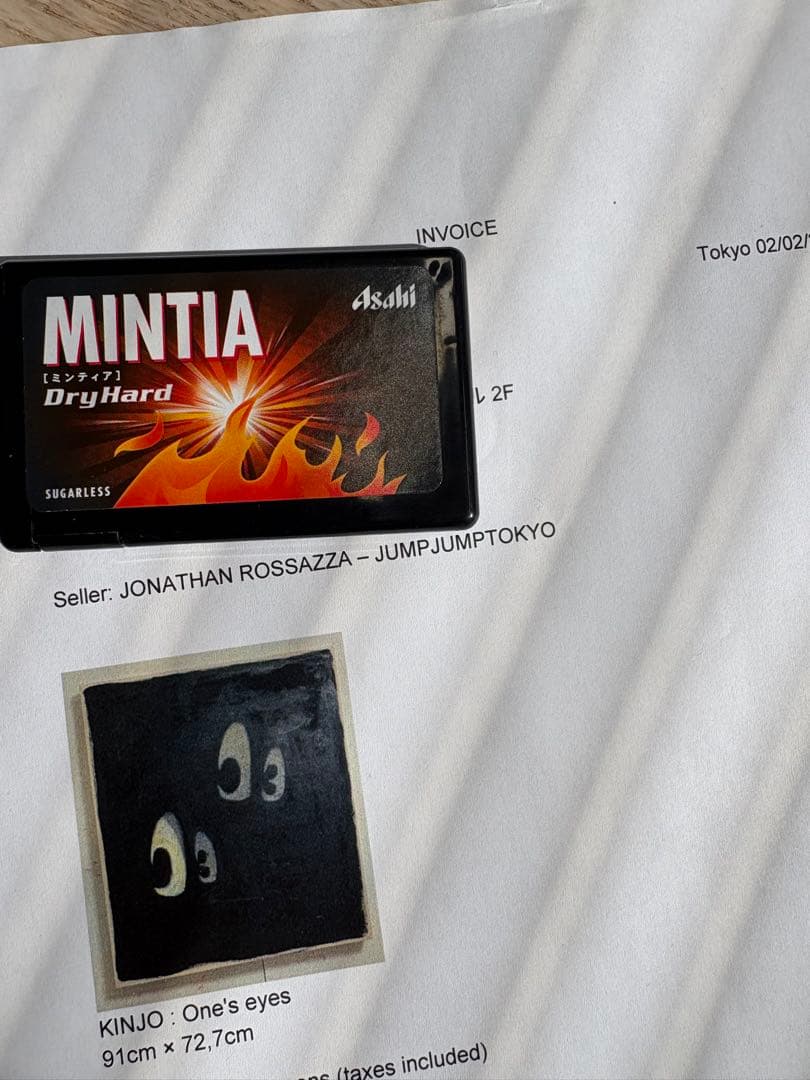 INVOICE
Tokyo 02/02/
MINTIA
Asahi
[ミンティア]
DryHard
SUGARLESS
ル 2F
Seller: JONATHAN ROSSAZZA – JUMPJUMPTOKYO
KINJO : One's eyes
91cm × 72,7cm
(taxes included)